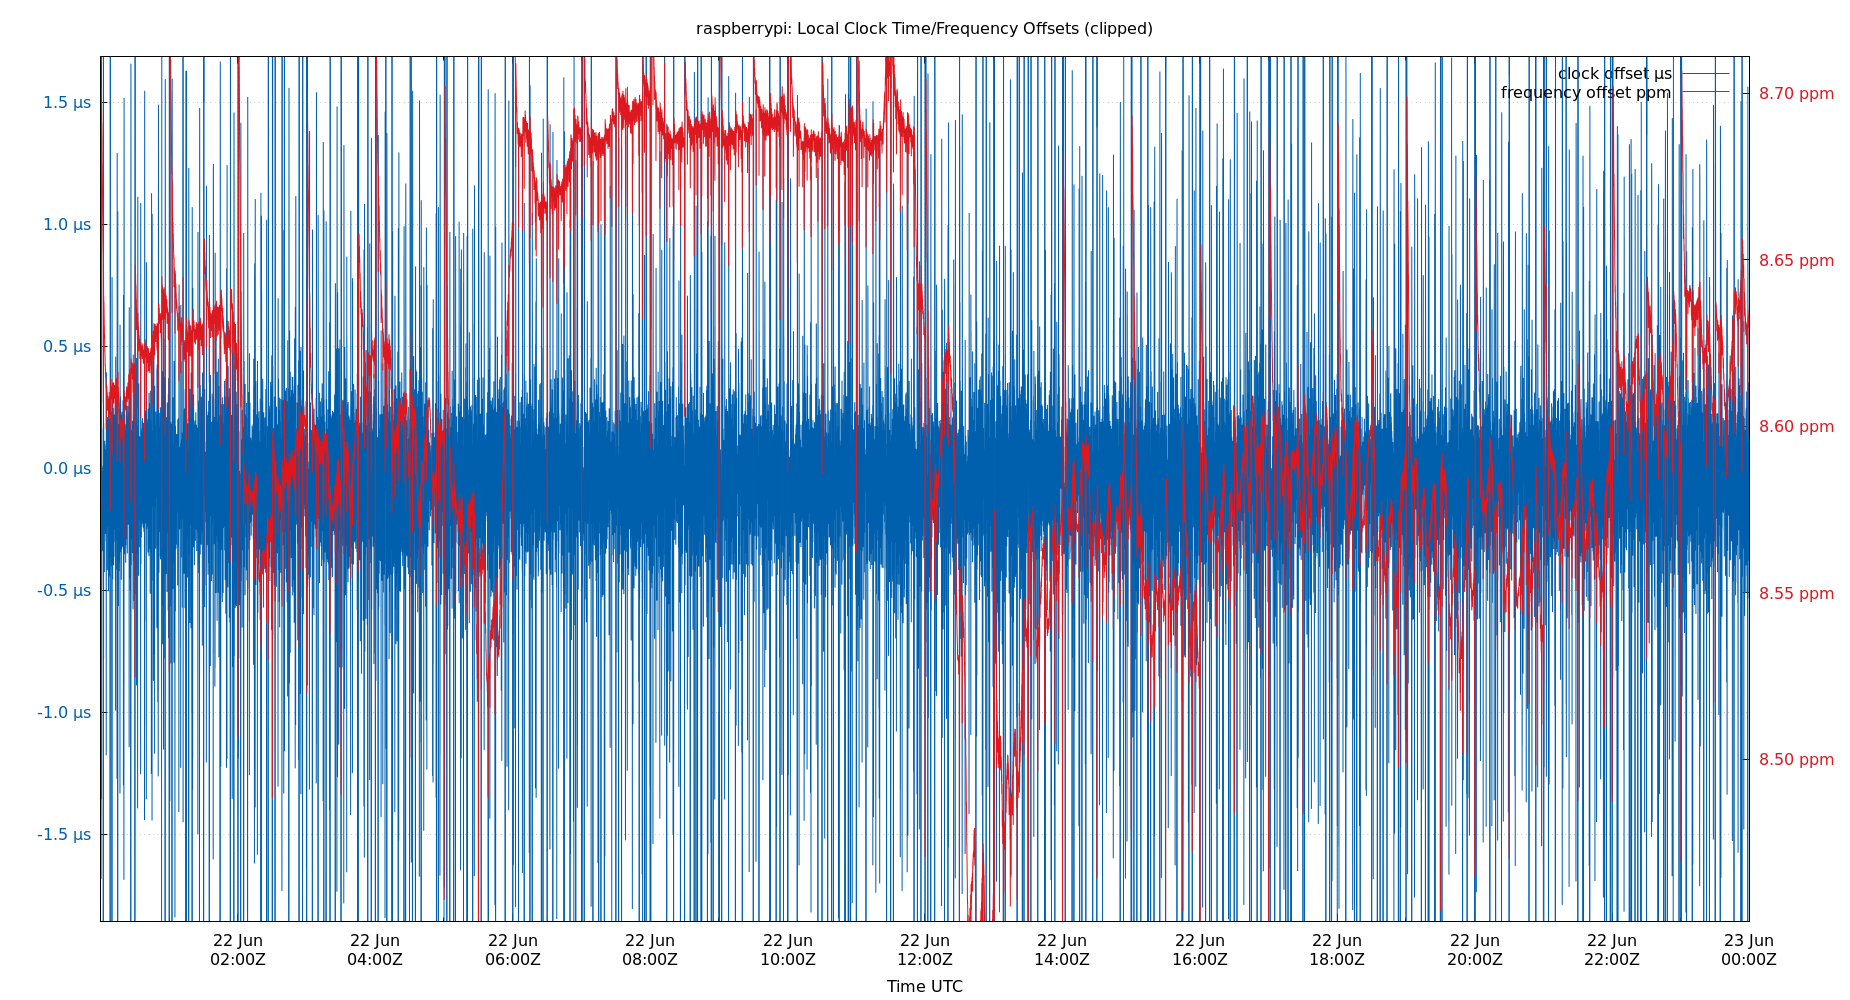 raspberrypi: Local Clock Time/Frequency Offsets (clipped)
clock offset µs
frequency offset ppm
1.5 µs
1.0 µs
0.5 µs
0.0 µs
-0.5 µs
-1.0 µs
-1.5 µs
8.70 ppm
8.65 ppm
8.60 ppm
8.55 ppm
8.50 ppm
22 Jun 22 Jun 22 Jun 22 Jun 22 Jun 22 Jun 22 Jun 22 Jun 22 Jun 22 Jun 22 Jun 23 Jun
02:00Z 04:00Z 06:00Z 08:00Z 10:00Z 12:00Z 14:00Z 16:00Z 18:00Z 20:00Z 22:00Z 00:00Z
Time UTC